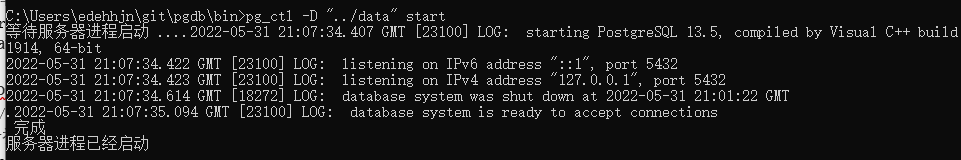 C:\Users\edehhjn\git\pgdb\bin>pg_ctl -D "../data" start
等待服务器进程启动 ....2022-05-31 21:07:34.407 GMT [23100] LOG:  starting PostgreSQL 13.5, compiled by Visual C++ build
1914, 64-bit
2022-05-31 21:07:34.422 GMT [23100] LOG:  listening on IPv6 address "::1", port 5432
2022-05-31 21:07:34.423 GMT [23100] LOG:  listening on IPv4 address "127.0.0.1", port 5432
2022-05-31 21:07:34.614 GMT [18272] LOG:  database system was shut down at 2022-05-31 21:01:22 GMT
.2022-05-31 21:07:35.094 GMT [23100] LOG:  database system is ready to accept connections
完成
服务器进程已经启动